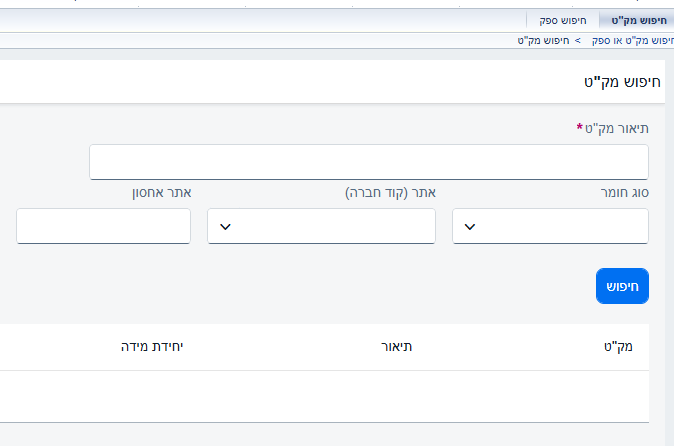 חיפוש מק"ט חיפוש ספק
חיפוש מק"ט או ספק > חיפוש מק"ט
חיפוש מק"ט
תיאור מק"ט *
סוג חומר אתר (קוד חברה) אתר אחסון
חיפוש
מק"ט תיאור יחידת מידה